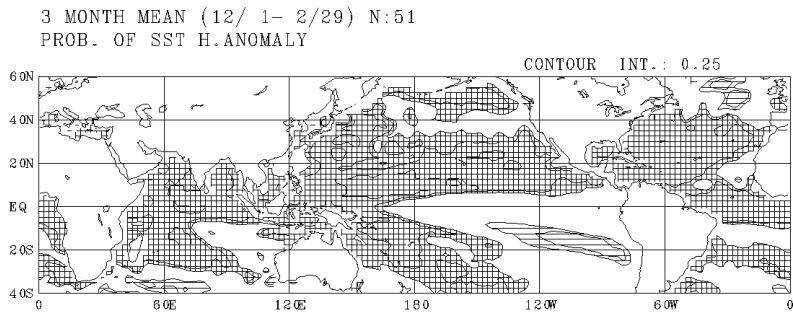 3 MONTH MEAN (12/ 1- 2/29) N:51
PROB. OF SST H.ANOMALY
CONTOUR INT.: 0.25
60N
40N
20N
EQ
20S
40S
0 60E 120E 180 120W 60W 0